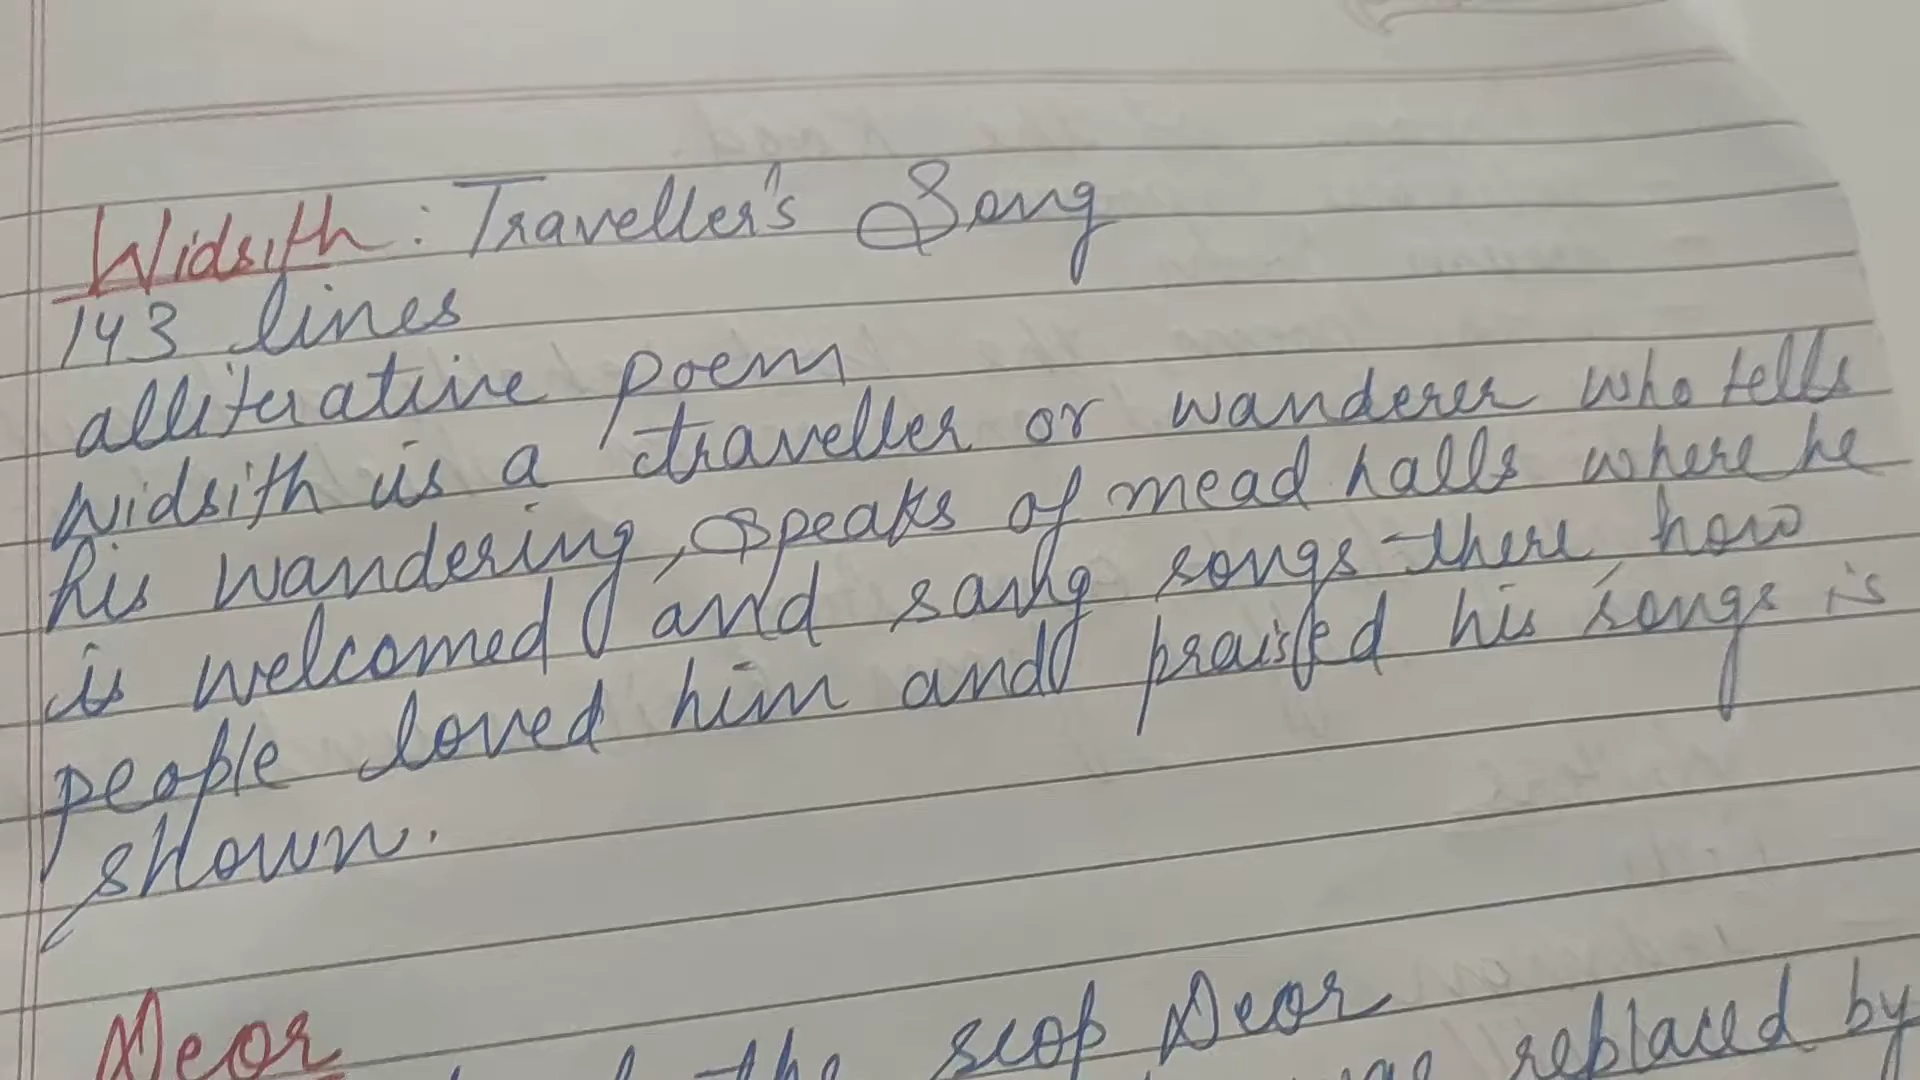 Widsith: Traveller's Song
143 lines
alliterative poem
Widsith is a traveller or wanderer who tells
his wandering, speaks of mead halls where he
is welcomed and sang songs there how
people loved him and praised his songs is
shown.
Deor
the scop Deor
replaced by